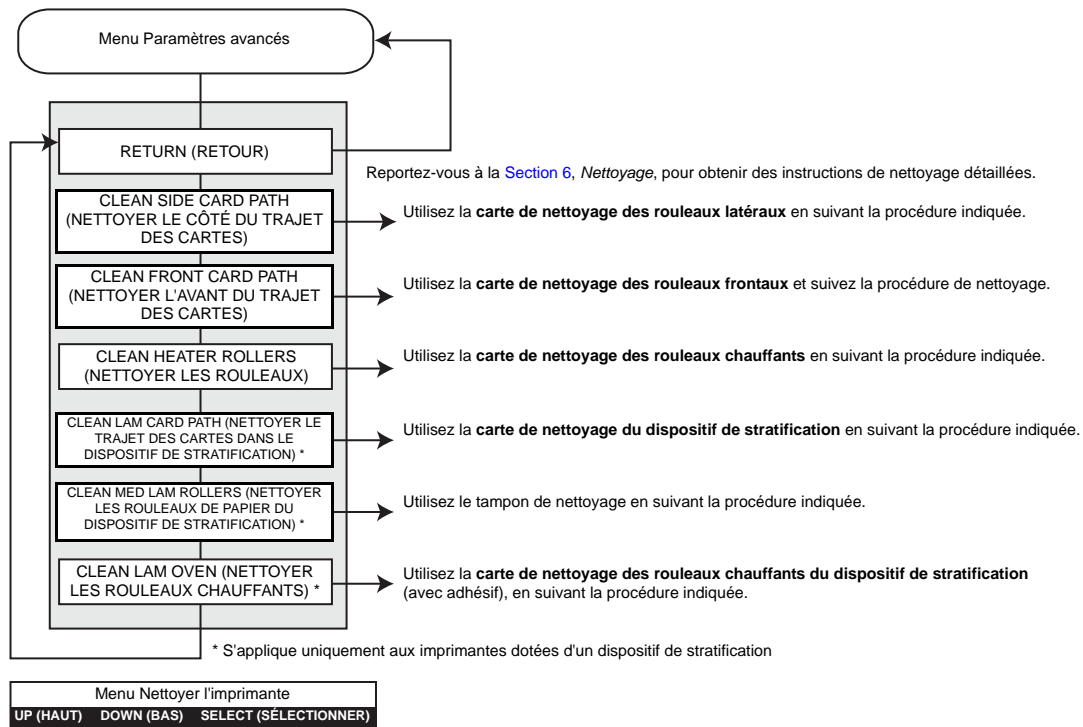 Menu Paramètres avancés
RETURN (RETOUR)
Reportez-vous à la Section 6, Nettoyage, pour obtenir des instructions de nettoyage détaillées.
CLEAN SIDE CARD PATH
(NETTOYER LE CÔTÉ DU TRAJET
DES CARTES)
Utilisez la carte de nettoyage des rouleaux latéraux en suivant la procédure indiquée.
CLEAN FRONT CARD PATH
(NETTOYER L'AVANT DU TRAJET
DES CARTES)
Utilisez la carte de nettoyage des rouleaux frontaux et suivez la procédure de nettoyage.
CLEAN HEATER ROLLERS
(NETTOYER LES ROULEAUX)
Utilisez la carte de nettoyage des rouleaux chauffants en suivant la procédure indiquée.
CLEAN LAM CARD PATH (NETTOYER LE
TRAJET DES CARTES DANS LE
DISPOSITIF DE STRATIFICATION) *
Utilisez la carte de nettoyage du dispositif de stratification en suivant la procédure indiquée.
CLEAN MED LAM ROLLERS (NETTOYER
LES ROULEAUX DE PAPIER DU
DISPOSITIF DE STRATIFICATION) *
Utilisez le tampon de nettoyage en suivant la procédure indiquée.
CLEAN LAM OVEN (NETTOYER
LES ROULEAUX CHAUFFANTS) *
Utilisez la carte de nettoyage des rouleaux chauffants du dispositif de stratification
(avec adhésif), en suivant la procédure indiquée.
* S'applique uniquement aux imprimantes dotées d'un dispositif de stratification
Menu Nettoyer l'imprimante
UP (HAUT) DOWN (BAS) SELECT (SÉLECTIONNER)